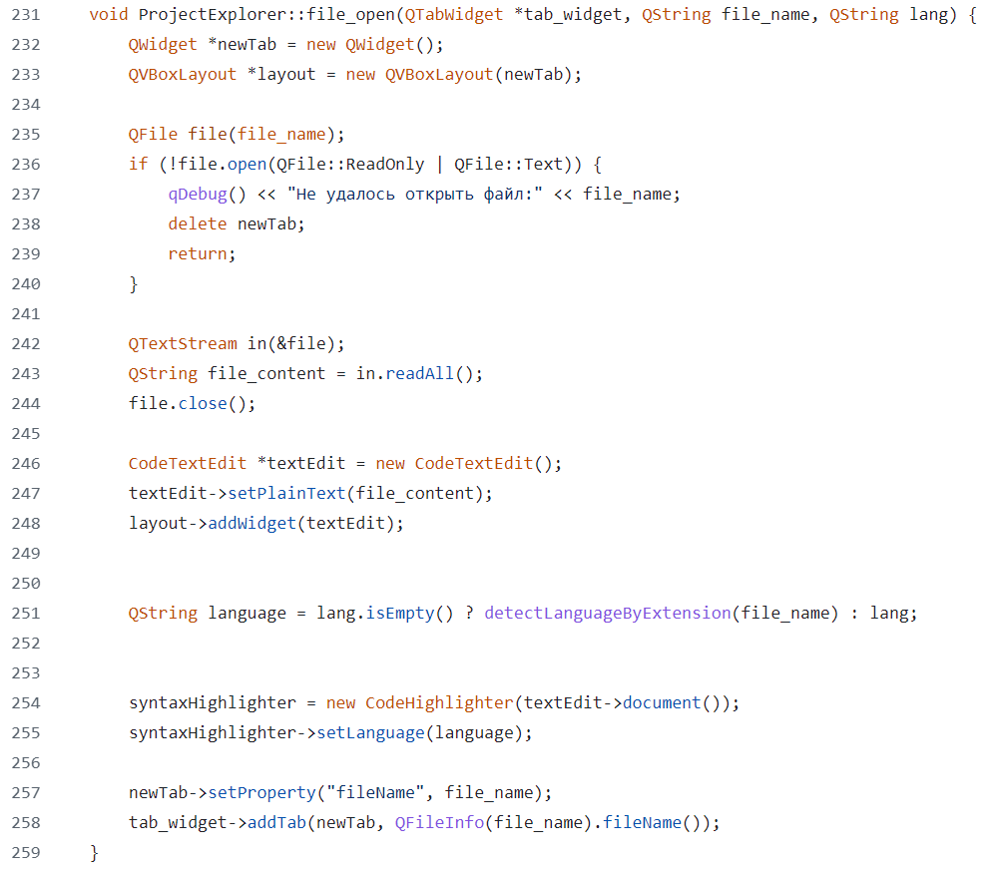 231 void ProjectExplorer::file_open(QTabWidget *tab_widget, QString file_name, QString lang) {
232 QWidget *newTab = new QWidget();
233 QVBoxLayout *layout = new QVBoxLayout(newTab);
234
235 QFile file(file_name);
236 if (!file.open(QFile::ReadOnly | QFile::Text)) {
237 qDebug() << "Не удалось открыть файл:" << file_name;
238 delete newTab;
239 return;
240 }
241
242 QTextStream in(&file);
243 QString file_content = in.readAll();
244 file.close();
245
246 CodeTextEdit *textEdit = new CodeTextEdit();
247 textEdit->setPlainText(file_content);
248 layout->addWidget(textEdit);
249
250
251 QString language = lang.isEmpty() ? detectLanguageByExtension(file_name) : lang;
252
253
254 syntaxHighlighter = new CodeHighlighter(textEdit->document());
255 syntaxHighlighter->setLanguage(language);
256
257 newTab->setProperty("fileName", file_name);
258 tab_widget->addTab(newTab, QFileInfo(file_name).fileName());
259 }